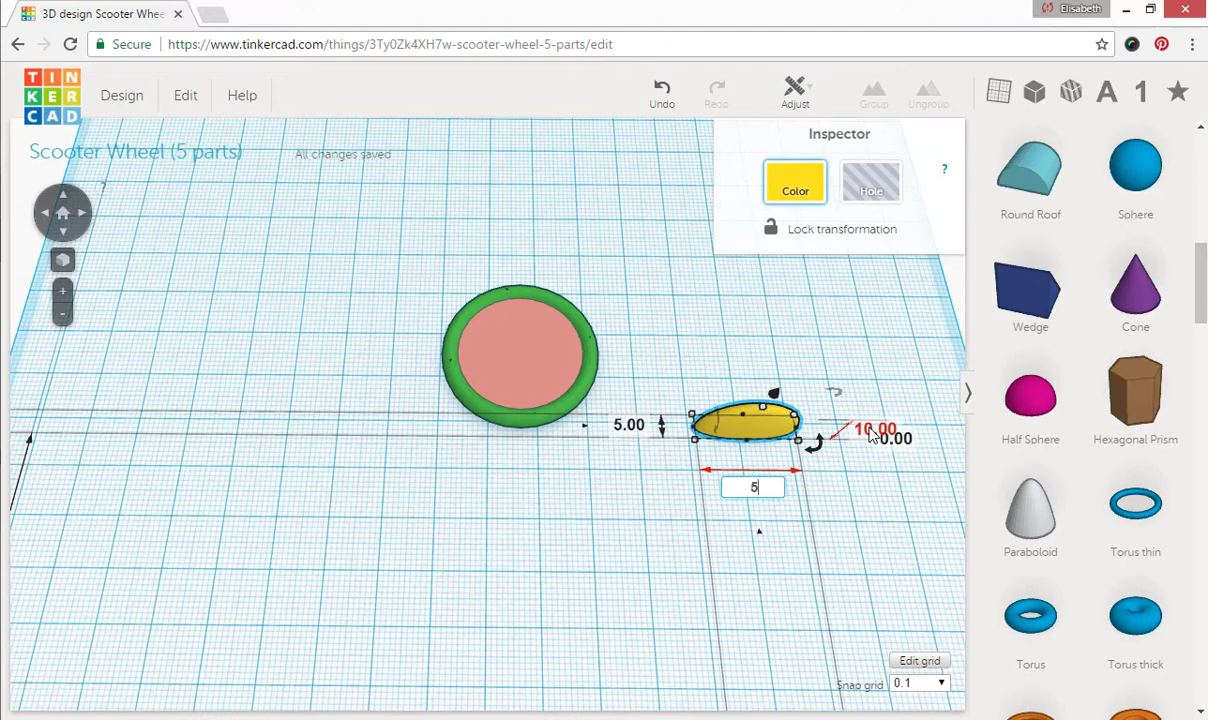 3D design Scooter Whee
Elisabeth
Secure
https://www.tinkercad.com/things/3Ty0Zk4XH7w-scooter-wheel-5-parts/edit
TIN
KER
CAD
Design
Edit
Help
Undo
Redo
Adjust
Group
Ungroup
A
1
Scooter Wheel (5 parts)
All changes saved
?
Inspector
Color
Hole
?
Lock transformation
Round Roof
Sphere
Wedge
Cone
Half Sphere
Hexagonal Prism
Paraboloid
Torus thin
Torus
Torus thick
+
-
5.00
10.00
0.00
5
Edit grid
Snap grid
0.1